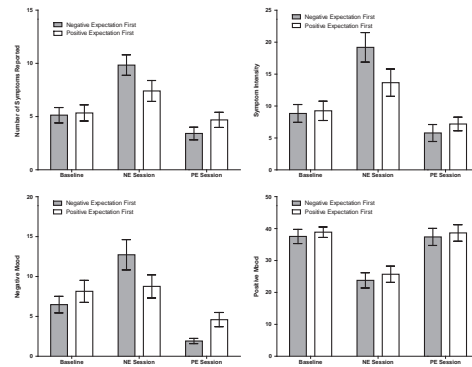 Negative Expectation First
Positive Expectation First
Number of Symptoms Reported
15
10
5
0
Baseline
NE Session
PE Session
Negative Expectation First
Positive Expectation First
Symptom Intensity
25
20
15
10
5
0
Baseline
NE Session
PE Session
Negative Expectation First
Positive Expectation First
Negative Mood
20
15
10
5
0
Baseline
NE Session
PE Session
Negative Expectation First
Positive Expectation First
Positive Mood
50
40
30
20
10
0
Baseline
NE Session
PE Session